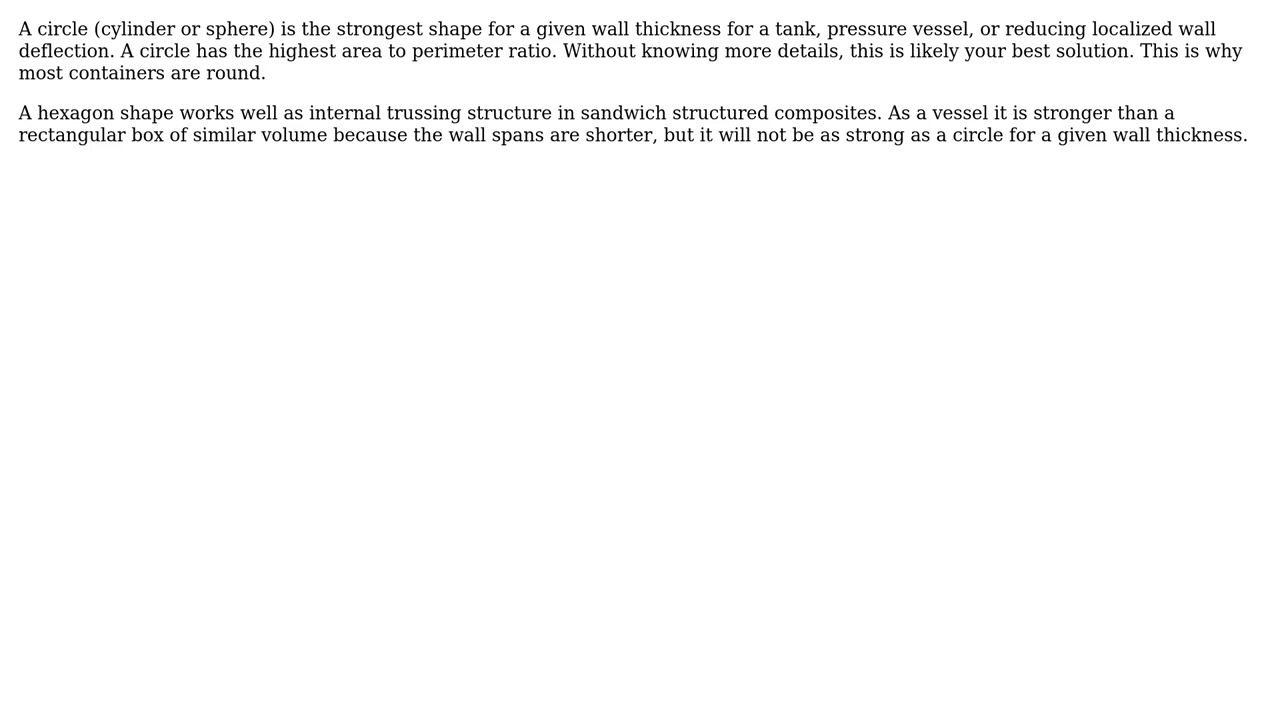 A circle (cylinder or sphere) is the strongest shape for a given wall thickness for a tank, pressure vessel, or reducing localized wall
deflection. A circle has the highest area to perimeter ratio. Without knowing more details, this is likely your best solution. This is why
most containers are round.
A hexagon shape works well as internal trussing structure in sandwich structured composites. As a vessel it is stronger than a
rectangular box of similar volume because the wall spans are shorter, but it will not be as strong as a circle for a given wall thickness.